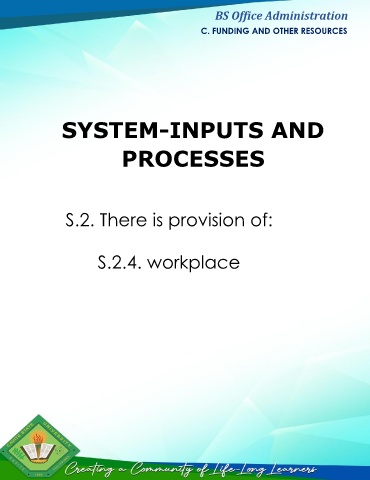 BS Office Administration
C. FUNDING AND OTHER RESOURCES
SYSTEM-INPUTS AND
PROCESSES
S.2. There is provision of:
S.2.4. workplace
Creating a Community of Life-Long Learners